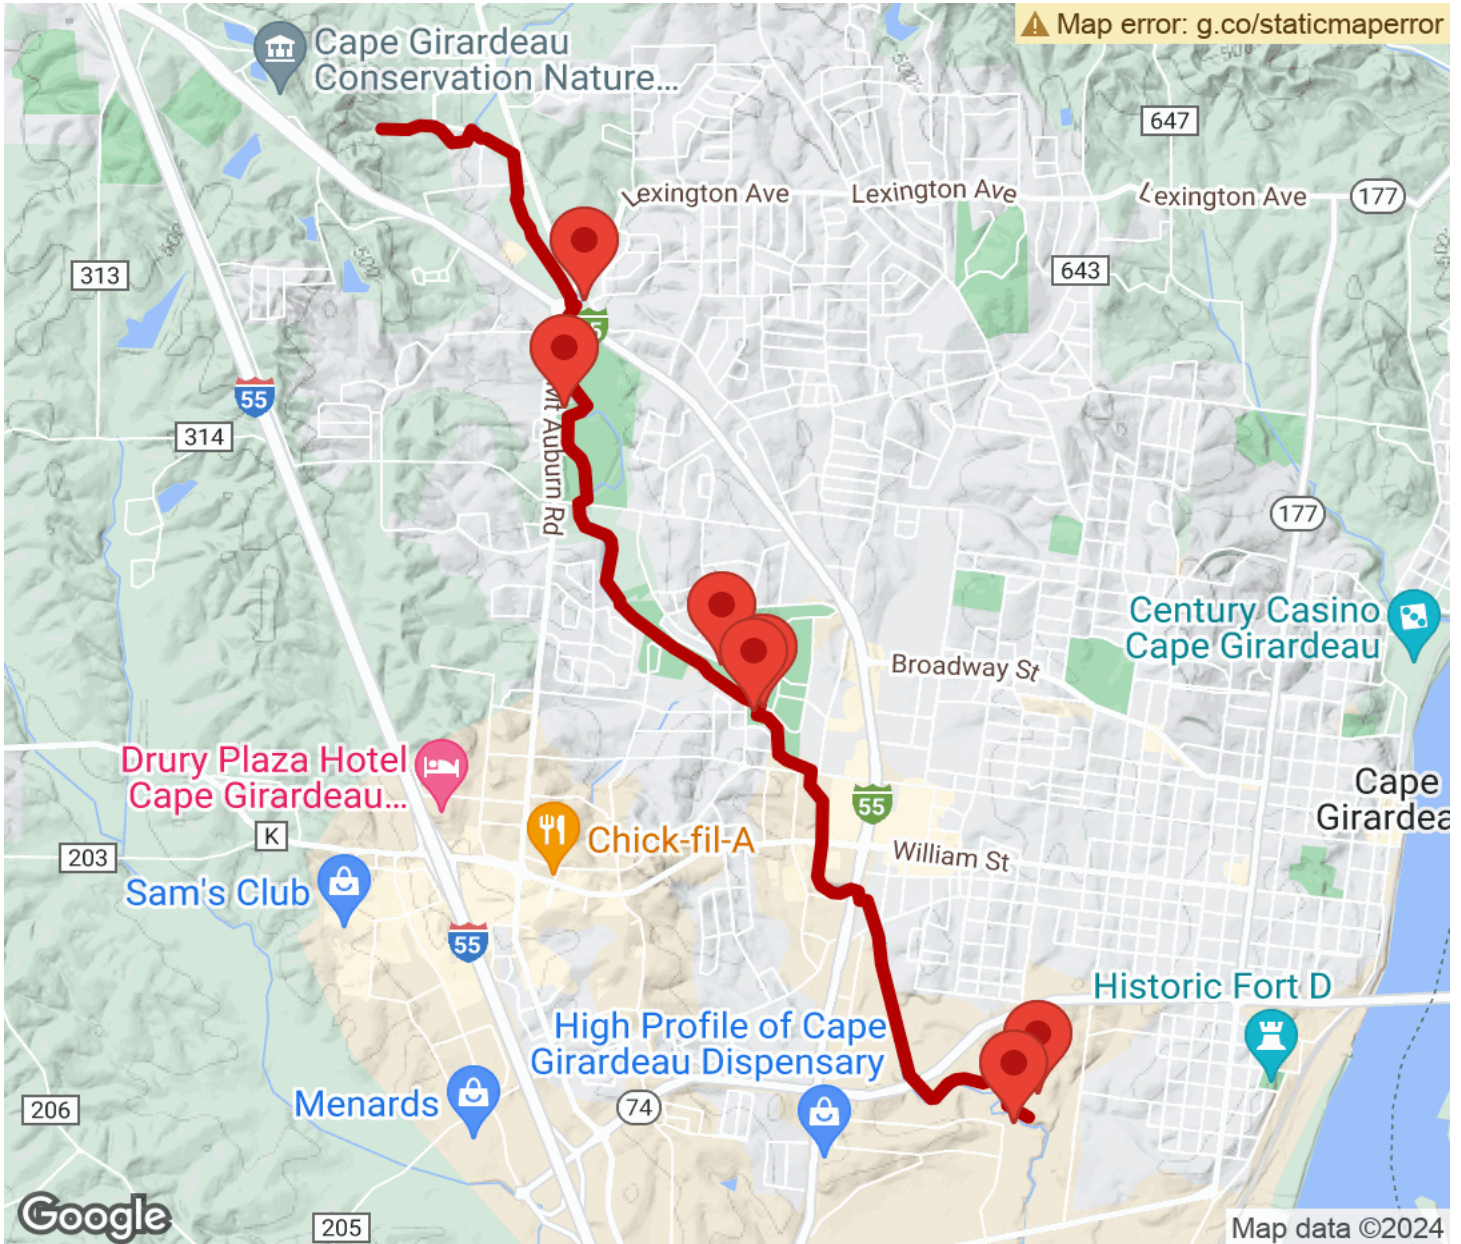 Map error: g.co/staticmaperror
Cape Girardeau
Conservation Nature...
647
Lexington Ave
Lexington Ave
Lexington Ave
177
313
643
55
314
Mt Auburn Rd
177
Century Casino
Cape Girardeau
Broadway St
Drury Plaza Hotel
Cape Girardeau...
Cape
Girardea
55
K
Chick-fil-A
203
William St
Sam's Club
55
Historic Fort D
High Profile of Cape
Girardeau Dispensary
Menards
74
206
205
Google
Map data ©2024